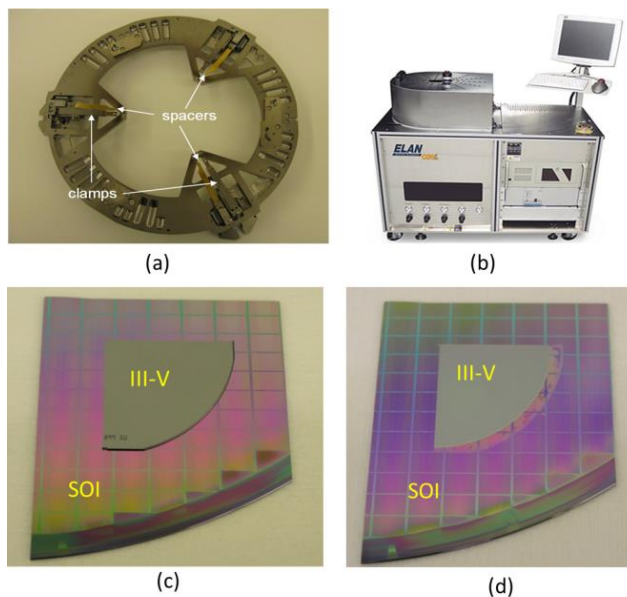 spacers
clamps
(a)
ELAN
(b)
III-V
SOI
(c)
III-V
SOI
(d)